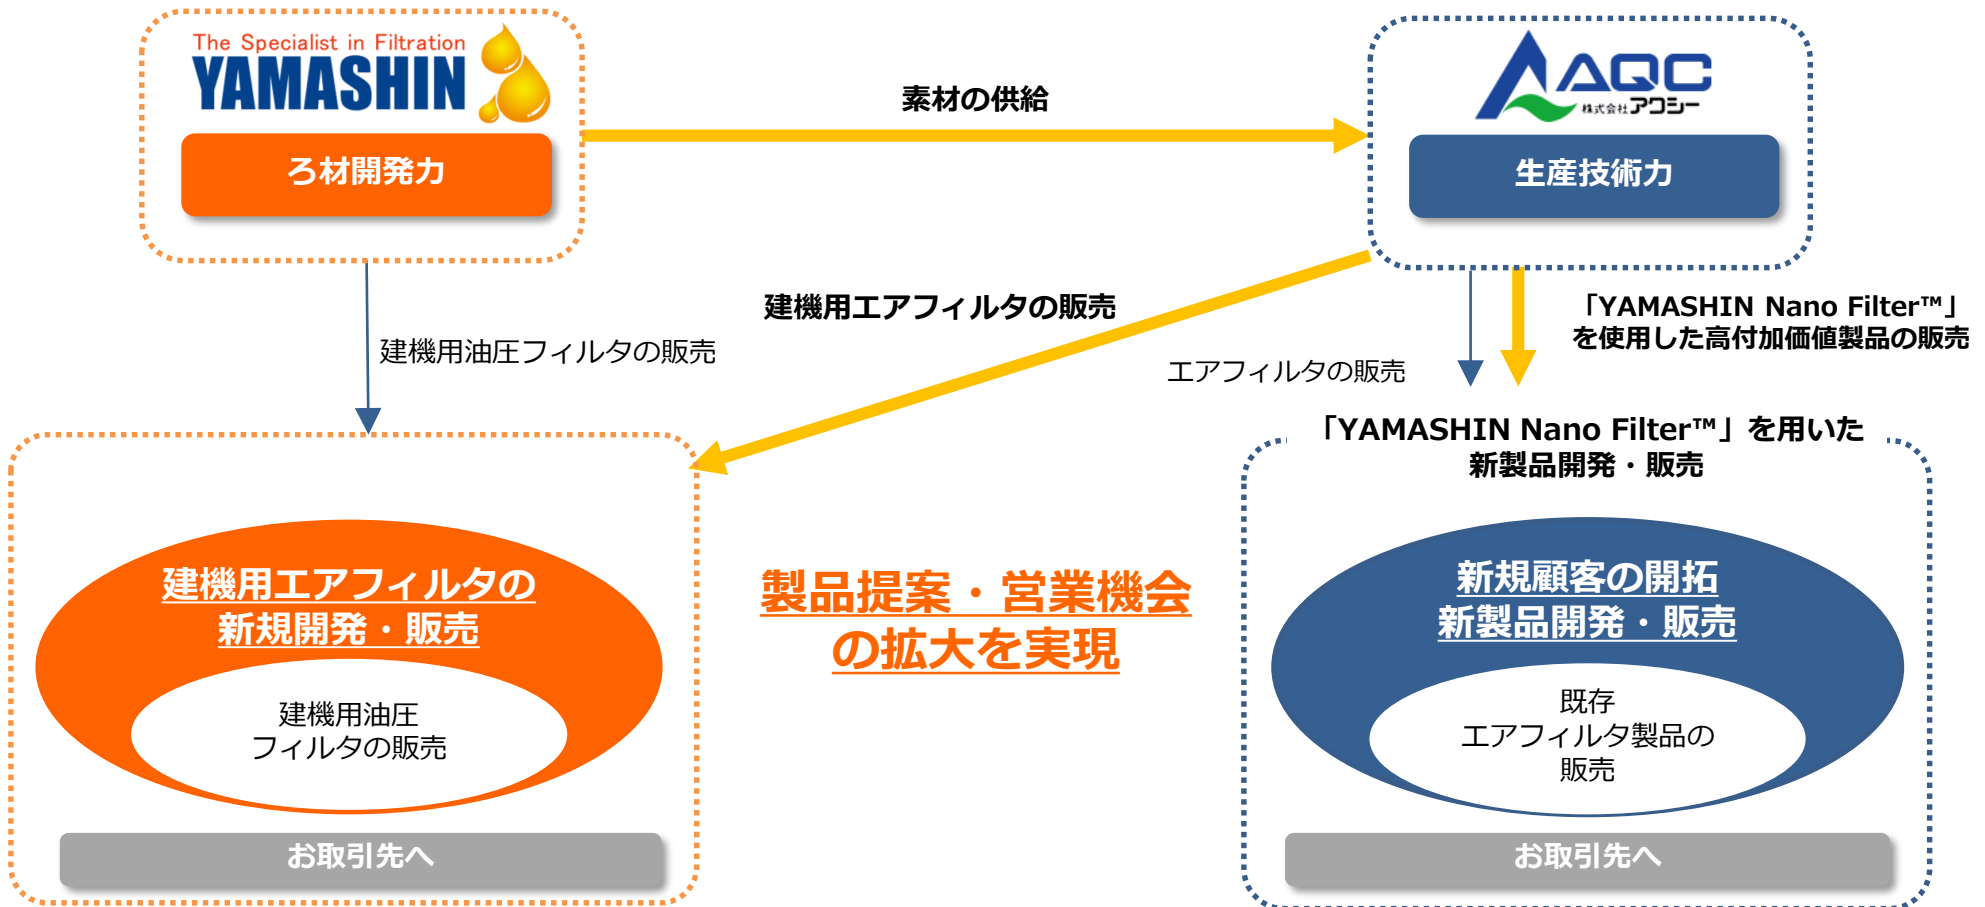 The Specialist in Filtration
YAMASHIN
ろ材開発力
素材の供給
AQC
株式会社アクシー
生産技術力
建機用油圧フィルタの販売
建機用エアフィルタの販売
エアフィルタの販売
「YAMASHIN Nano Filter™」
を使用した高付加価値製品の販売
「YAMASHIN Nano Filter™」を用いた
新製品開発・販売
建機用エアフィルタの
新規開発・販売
建機用油圧
フィルタの販売
お取引先へ
製品提案・営業機会
の拡大を実現
新規顧客の開拓
新製品開発・販売
既存
エアフィルタ製品の
販売
お取引先へ